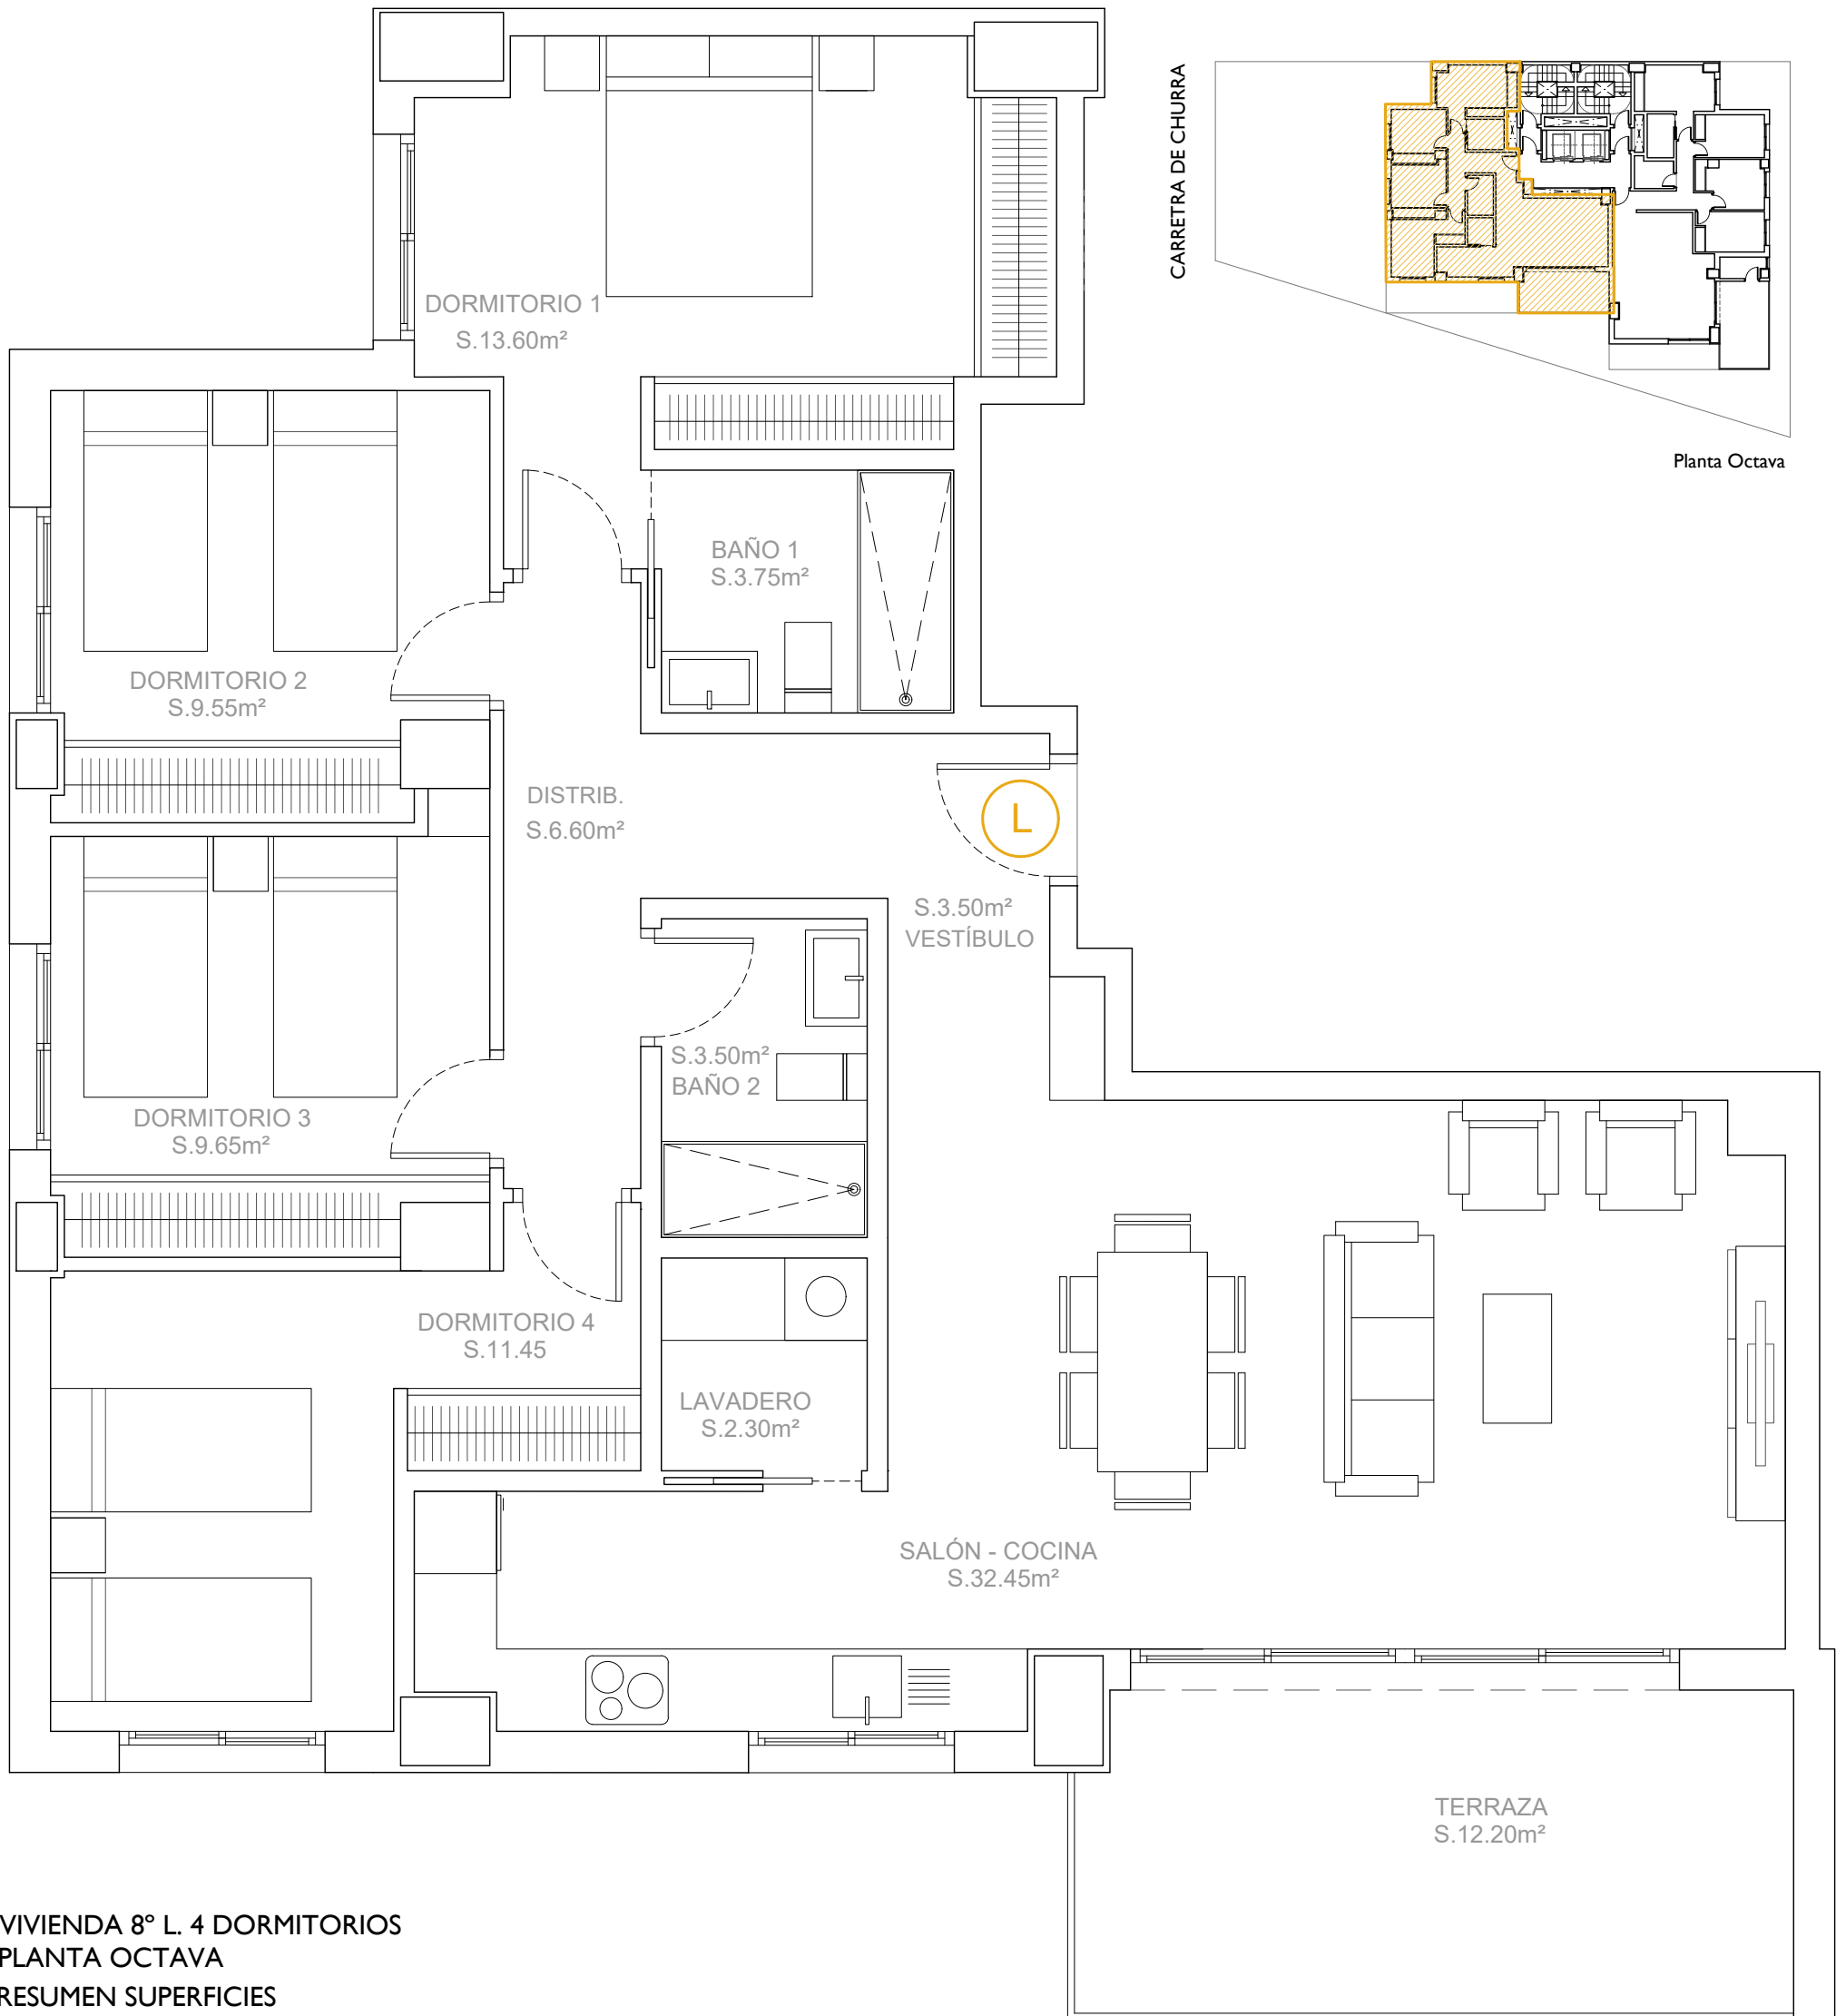 CARRETRA DE CHURRA
Planta Octava
DORMITORIO 1
S.13.60m²
BAÑO 1
S.3.75m²
DORMITORIO 2
S.9.55m²
DISTRIB.
S.6.60m²
L
S.3.50m²
VESTÍBULO
S.3.50m²
BAÑO 2
DORMITORIO 3
S.9.65m²
DORMITORIO 4
S.11.45
LAVADERO
S.2.30m²
SALÓN - COCINA
S.32.45m²
TERRAZA
S.12.20m²
VIVIENDA 8º L. 4 DORMITORIOS
PLANTA OCTAVA
RESUMEN SUPERFICIES